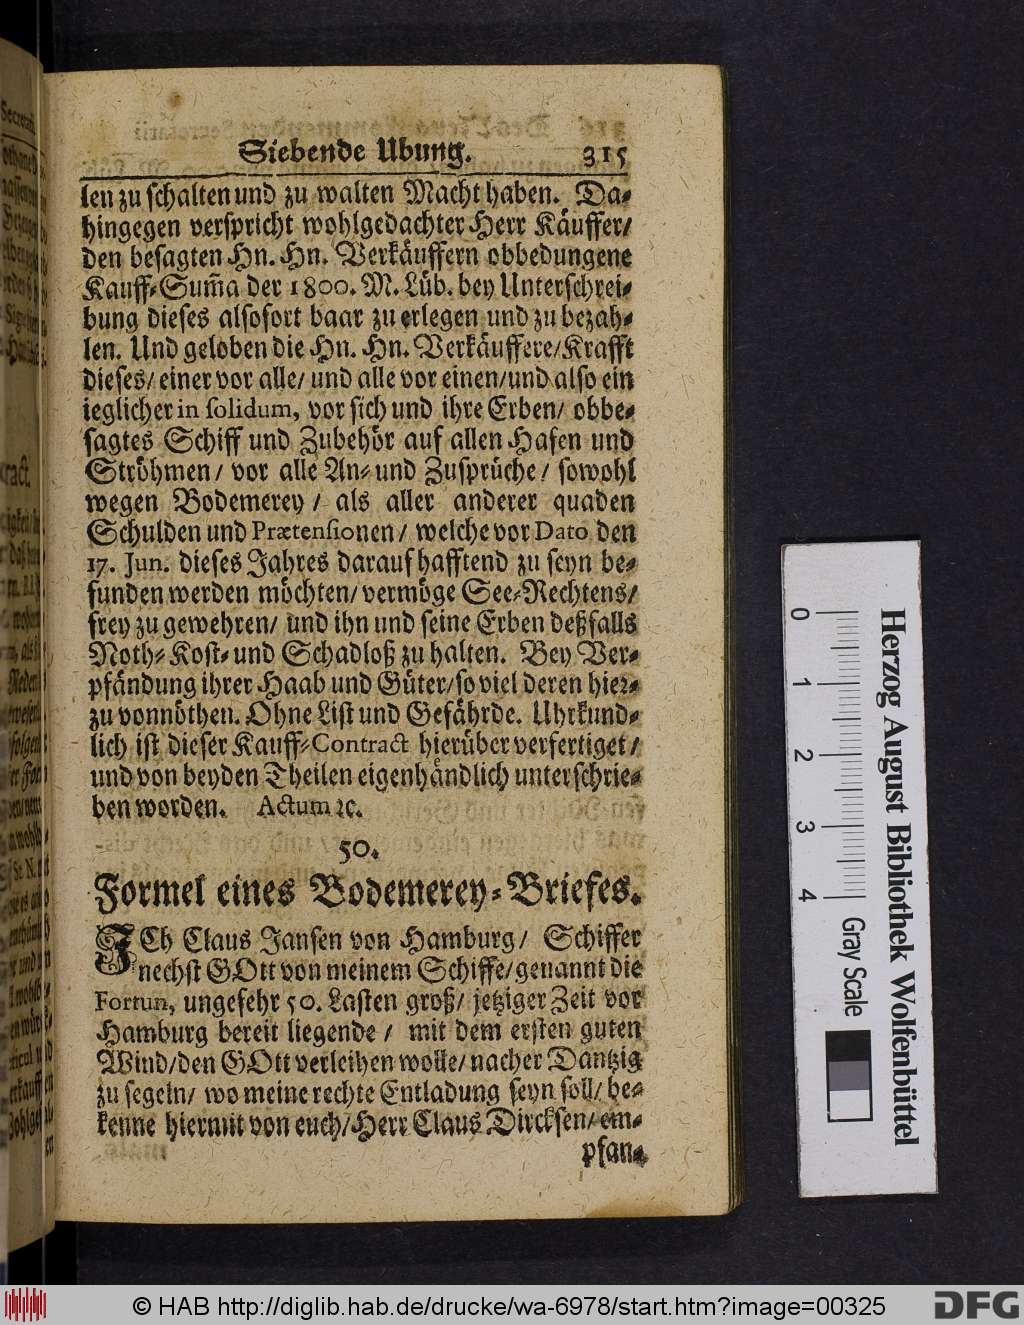 Siebende Ubung. 315
len zu schalten und zu walten Macht haben. Da-
hingegen verspricht wohlgedachter Herr Käuffer/
den besagten Hn. Hn. Verkäuffern obbedungene
Kauff-Sum̃a der 1800. M. Lüb. bey Unterschrei-
bung dieses alsofort baar zu erlegen und zu bezah-
len. Und geloben die Hn. Hn. Verkäuffere/Krafft
dieses/ einer vor alle/ und alle vor einen/und also ein
ieglicher in solidum, vor sich und ihre Erben/ obbe-
sagtes Schiff und Zubehör auf allen Hafen und
Ströhmen/ vor alle An- und Zusprüche/ sowohl
wegen Bodemerey/ als aller anderer quaden
Schulden und Prætensionen/ welche vor Dato den
17. Jun. dieses Jahres darauf hafftend zu seyn be-
funden werden möchten/ vermöge See-Rechtens/
frey zu gewehren/ und ihn und seine Erben deßfalls
Noth- Kost- und Schadloß zu halten. Bey Ver-
pfändung ihrer Haab und Güter/ so viel deren hier-
zu vonnöthen. Ohne List und Gefährde. Uhrkund-
lich ist dieser Kauff-Contract hierüber verfertiget/
und von beyden Theilen eigenhändlich unterschrie-
ben worden. Actum ꝛc.
50.
Formel eines Bodemerey-Briefes.
JCh Claus Jansen von Hamburg/ Schiffer
nechst GOtt von meinem Schiffe/ genannt die
Fortun, ungefehr 50. Lasten groß/ jetziger Zeit vor
Hamburg bereit liegende/ mit dem ersten guten
Wind/den GOtt verleihen wolle/ nacher Dantzig
zu segeln/ wo meine rechte Entladung seyn soll/ be-
kenne hiermit von euch/Herr Claus Dircksen/ em-
pfan-
0 1 2 3 4
Herzog August Bibliothek Wolfenbüttel
Gray Scale
© HAB http://diglib.hab.de/drucke/wa-6978/start.htm?image=00325
DFG